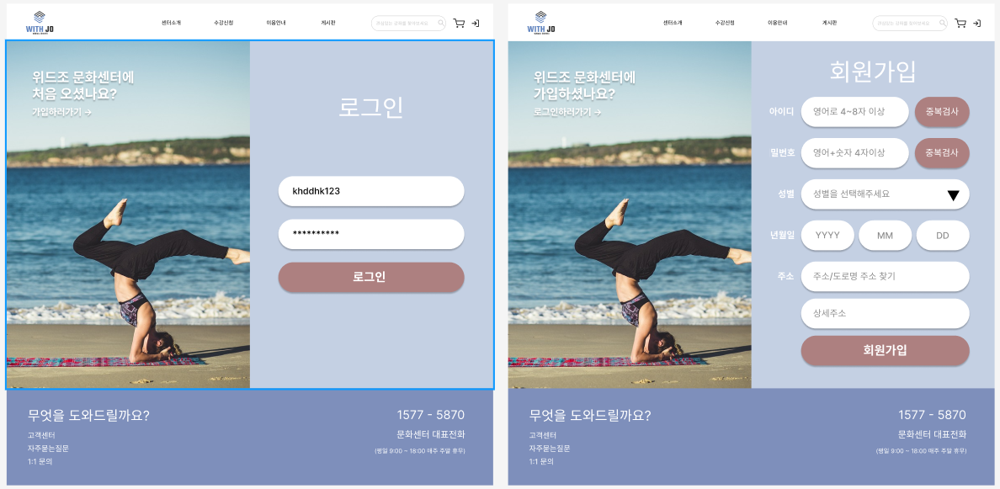 WITH JO
센터소개
수강신청
이용안내
게시판
위드조 문화센터에
처음 오셨나요?
가입하러가기 →
로그인
khddhk123
**********
로그인
무엇을 도와드릴까요?
고객센터
자주묻는질문
1:1 문의
1577 - 5870
문화센터 대표전화
(평일 9:00 ~ 18:00 매주 주말 휴무)
WITH JO
센터소개
수강신청
이용안내
게시판
위드조 문화센터에
가입하셨나요?
로그인하러가기 →
회원가입
아이디 영어로 4~8자 이상 중복검사
밀번호 영어+숫자 4자이상 중복검사
성별 성별을 선택해주세요
년월일 YYYY MM DD
주소 주소/도로명 주소 찾기
상세주소
회원가입
무엇을 도와드릴까요?
고객센터
자주묻는질문
1:1 문의
1577 - 5870
문화센터 대표전화
(평일 9:00 ~ 18:00 매주 주말 휴무)